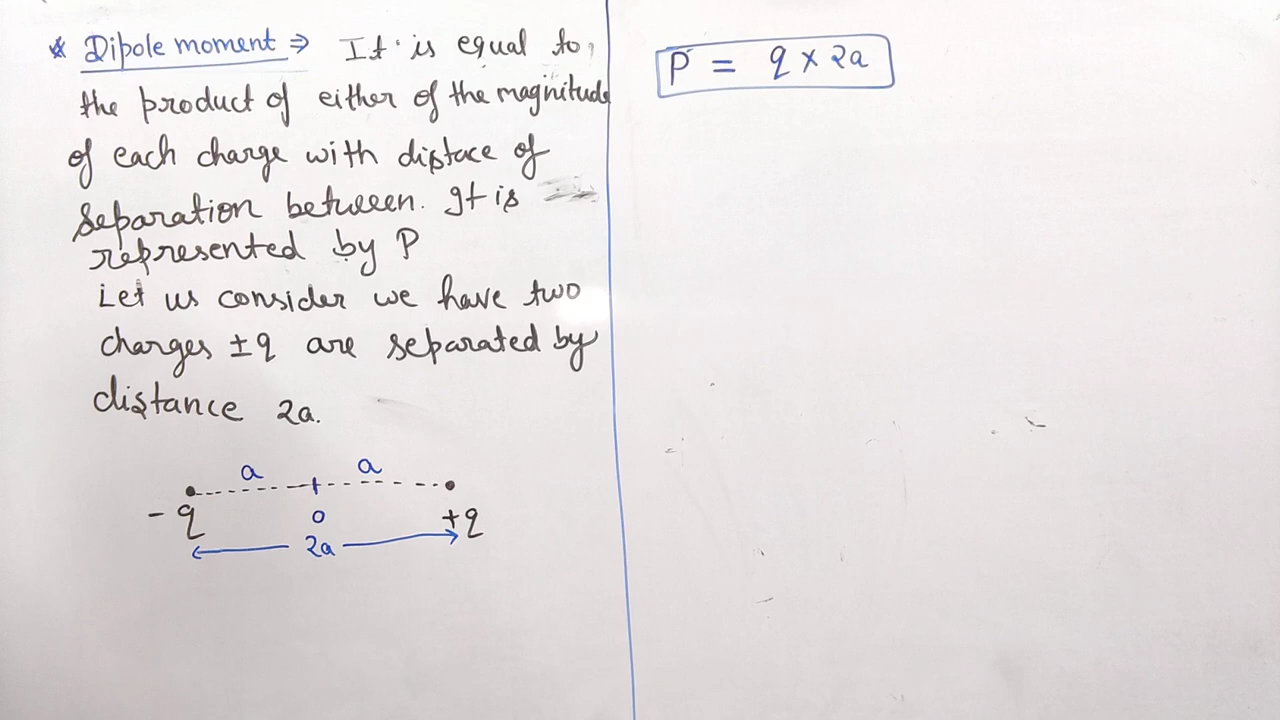 * Dipole moment ⇒ It is equal to,
the product of either of the magnitude
of each charge with distace of
separation between. It is
represented by P
Let us consider we have two
charges ±q are separated by
distance 2a.
a a
-q 0 +q
2a
P = q × 2a